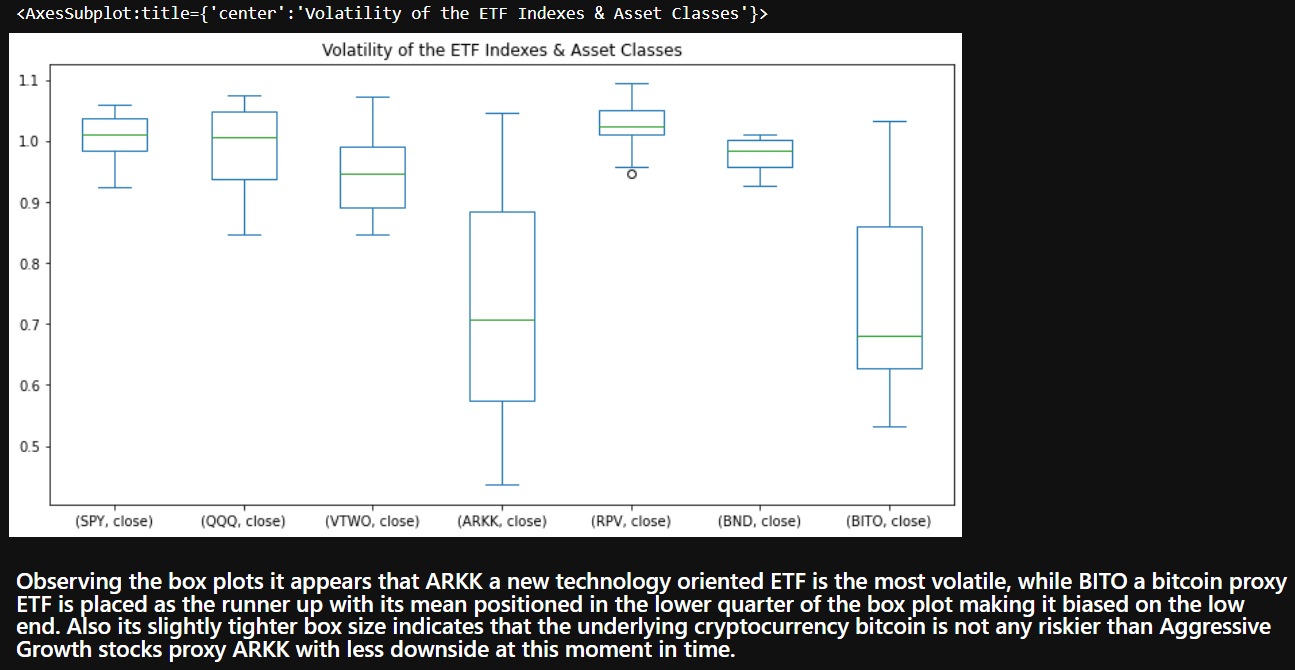 <AxesSubplot:title={'center':'Volatility of the ETF Indexes & Asset Classes'}>
Volatility of the ETF Indexes & Asset Classes
1.1
1.0
0.9
0.8
0.7
0.6
0.5
(SPY, close) (QQQ, close) (VTWO, close) (ARKK, close) (RPV, close) (BND, close) (BITO, close)
Observing the box plots it appears that ARKK a new technology oriented ETF is the most volatile, while BITO a bitcoin proxy
ETF is placed as the runner up with its mean positioned in the lower quarter of the box plot making it biased on the low
end. Also its slightly tighter box size indicates that the underlying cryptocurrency bitcoin is not any riskier than Aggressive
Growth stocks proxy ARKK with less downside at this moment in time.